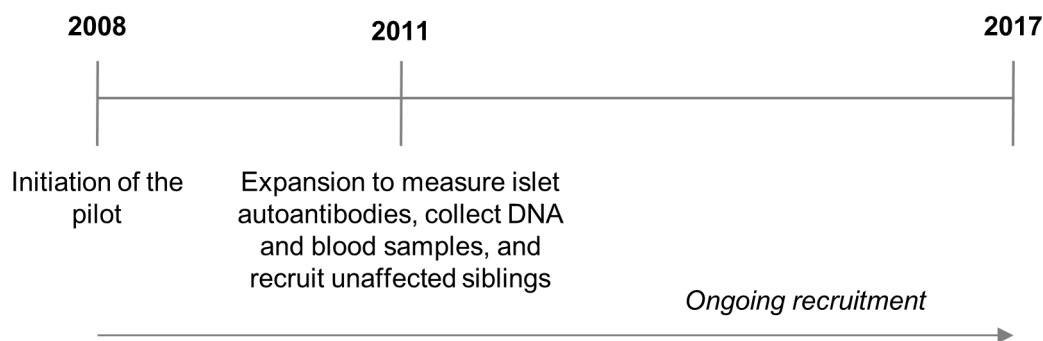 2008
2011
2017
Initiation of the
pilot
Expansion to measure islet
autoantibodies, collect DNA
and blood samples, and
recruit unaffected siblings
Ongoing recruitment